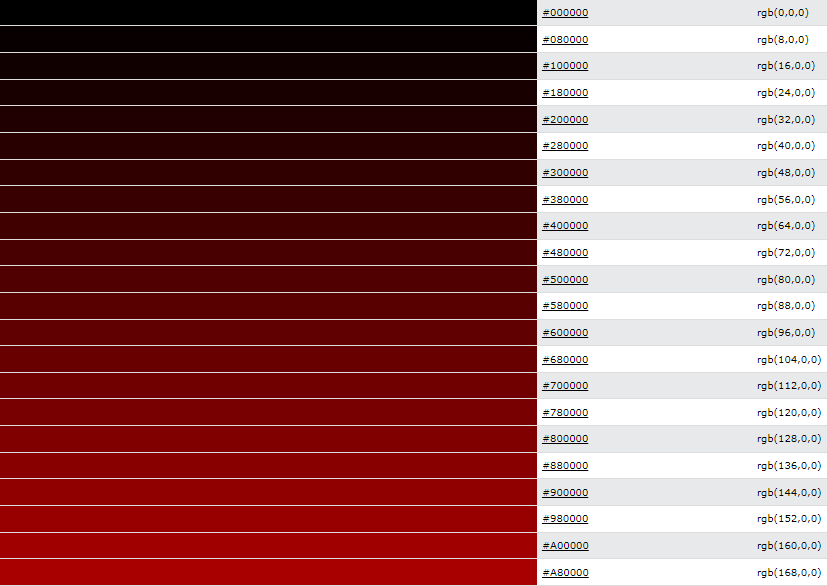 #000000 rgb(0,0,0)
#080000 rgb(8,0,0)
#100000 rgb(16,0,0)
#180000 rgb(24,0,0)
#200000 rgb(32,0,0)
#280000 rgb(40,0,0)
#300000 rgb(48,0,0)
#380000 rgb(56,0,0)
#400000 rgb(64,0,0)
#480000 rgb(72,0,0)
#500000 rgb(80,0,0)
#580000 rgb(88,0,0)
#600000 rgb(96,0,0)
#680000 rgb(104,0,0)
#700000 rgb(112,0,0)
#780000 rgb(120,0,0)
#800000 rgb(128,0,0)
#880000 rgb(136,0,0)
#900000 rgb(144,0,0)
#980000 rgb(152,0,0)
#A00000 rgb(160,0,0)
#A80000 rgb(168,0,0)